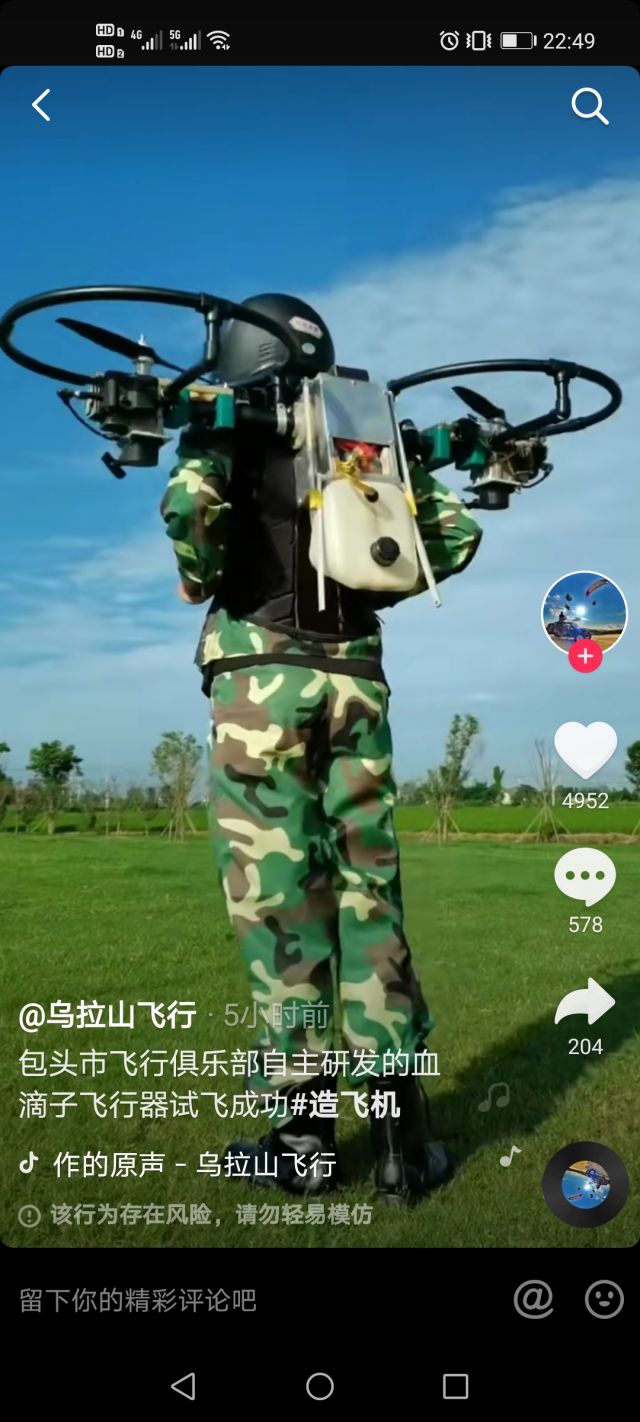 HD 1 4G 5G 22:49
HD 2
4952
578
204
@乌拉山飞行 · 5小时前
包头市飞行俱乐部自主研发的血
滴子飞行器试飞成功#造飞机
作的原声 - 乌拉山飞行
该行为存在风险，请勿轻易模仿
留下你的精彩评论吧